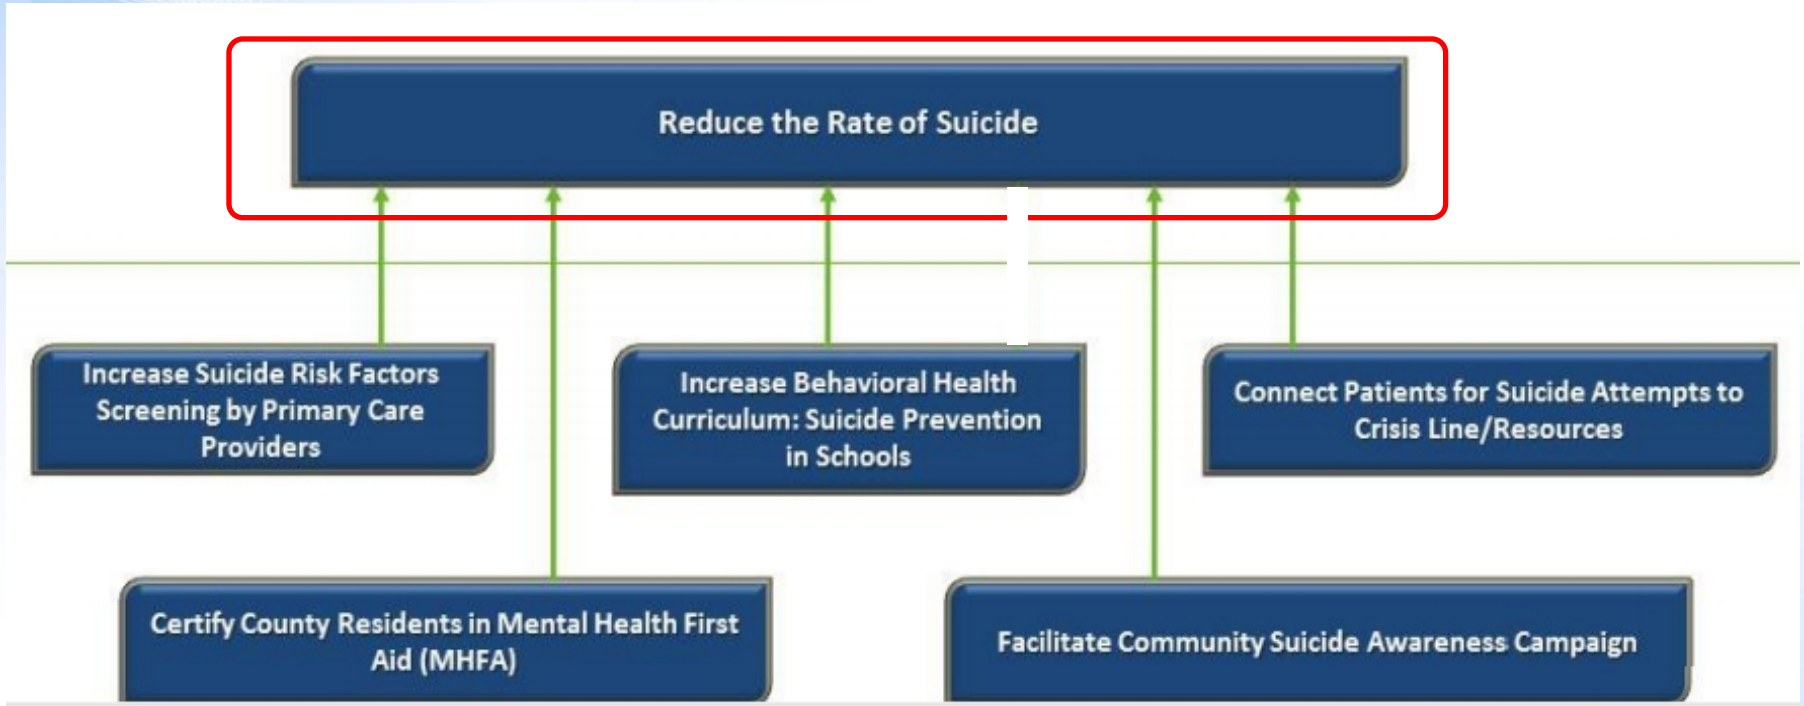 Reduce the Rate of Suicide
Increase Suicide Risk Factors
Screening by Primary Care
Providers
Increase Behavioral Health
Curriculum: Suicide Prevention
in Schools
Connect Patients for Suicide Attempts to
Crisis Line/Resources
Certify County Residents in Mental Health First
Aid (MHFA)
Facilitate Community Suicide Awareness Campaign